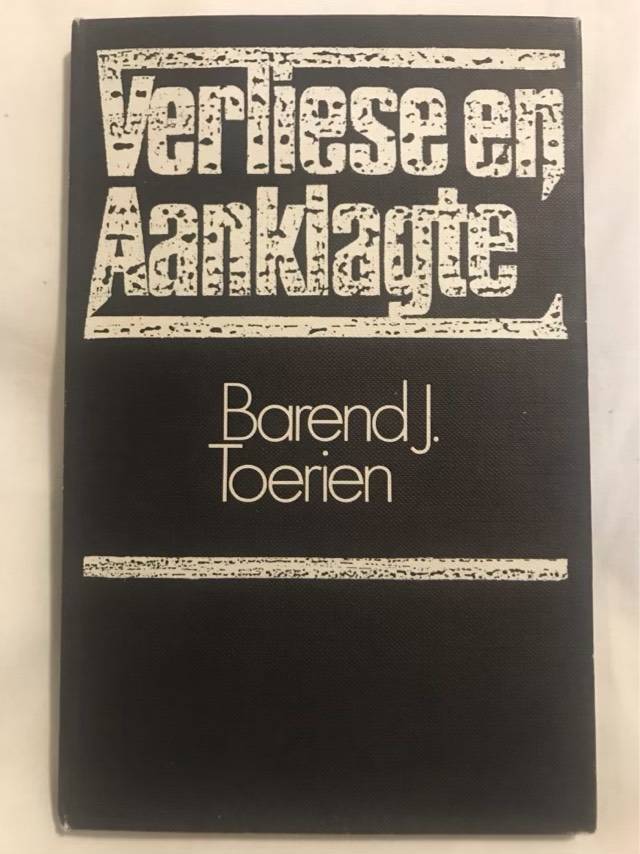 Verliese en
Aanklagte
Barend J.
Toerien